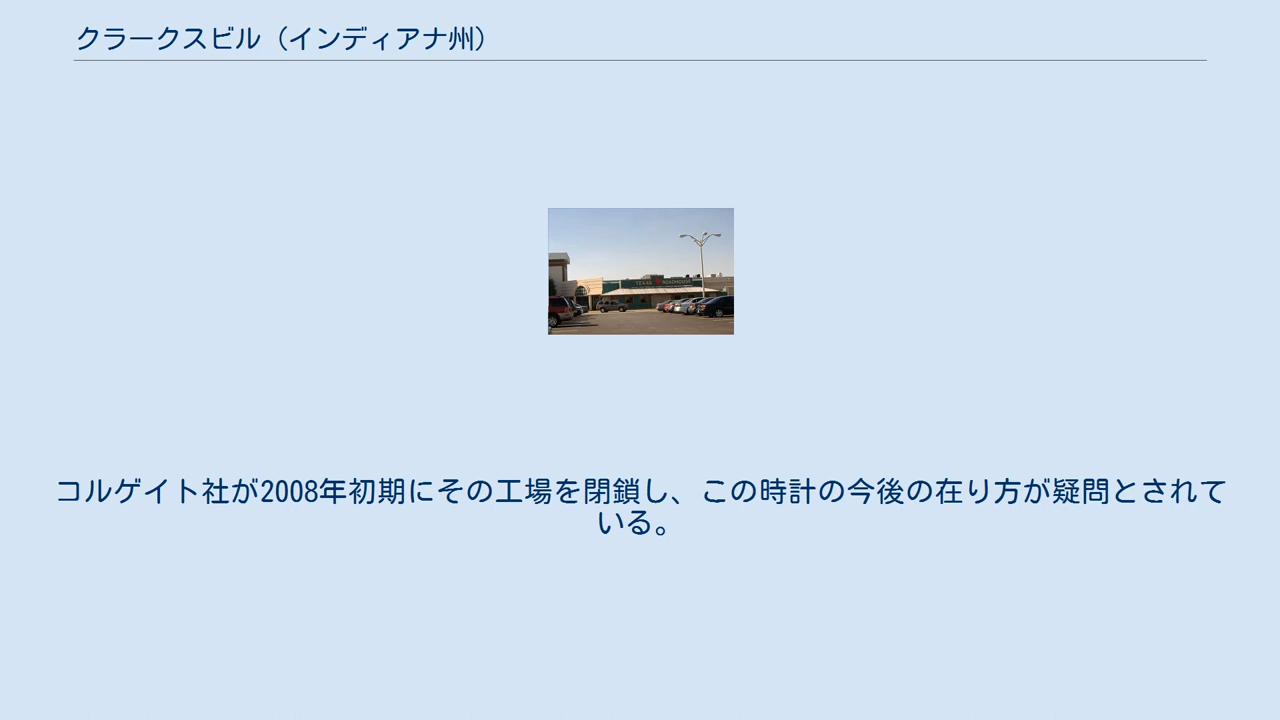 クラークスビル（インディアナ州）
TEXAS ROADHOUSE
コルゲイト社が2008年初期にその工場を閉鎖し、この時計の今後の在り方が疑問とされて
いる。